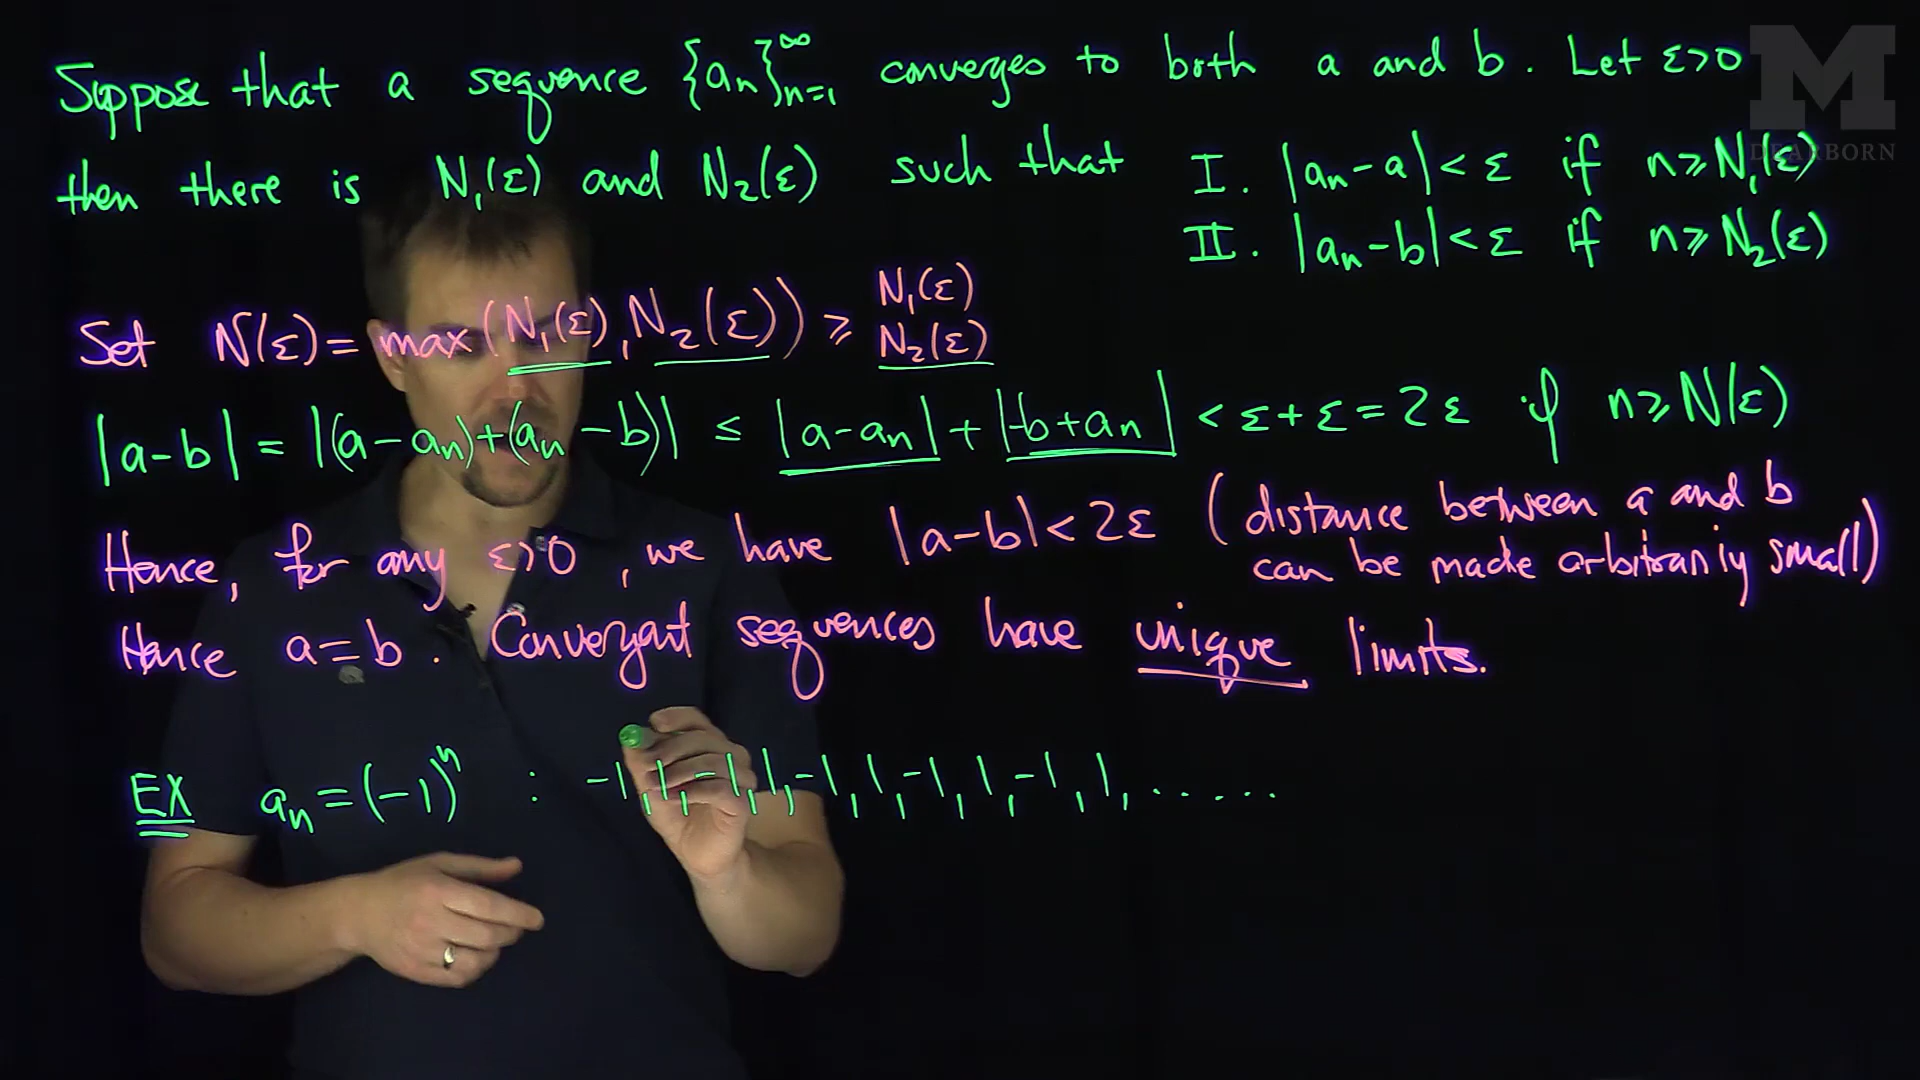 Suppose that a sequence {aₙ}ₙ₌₁^∞ converges to both a and b. Let ε>0
then there is N₁(ε) and N₂(ε) such that I. |aₙ-a|<ε if n≥N₁(ε)
II. |aₙ-b|<ε if n≥N₂(ε)
Set N(ε)=max(N₁(ε),N₂(ε)) ≥ N₁(ε)
N₂(ε)
|a-b| = |(a-aₙ)+(aₙ-b)| ≤ |a-aₙ|+|-b+aₙ| < ε+ε=2ε if n≥N(ε)
Hence, for any ε>0, we have |a-b|<2ε (distance between a and b
can be made arbitrarily small)
Hence a=b. Convergent sequences have unique limits.
EX aₙ=(-1)ⁿ : -1,1,-1,1,-1,1,-1,1,-1,1,......
M
DEARBORN